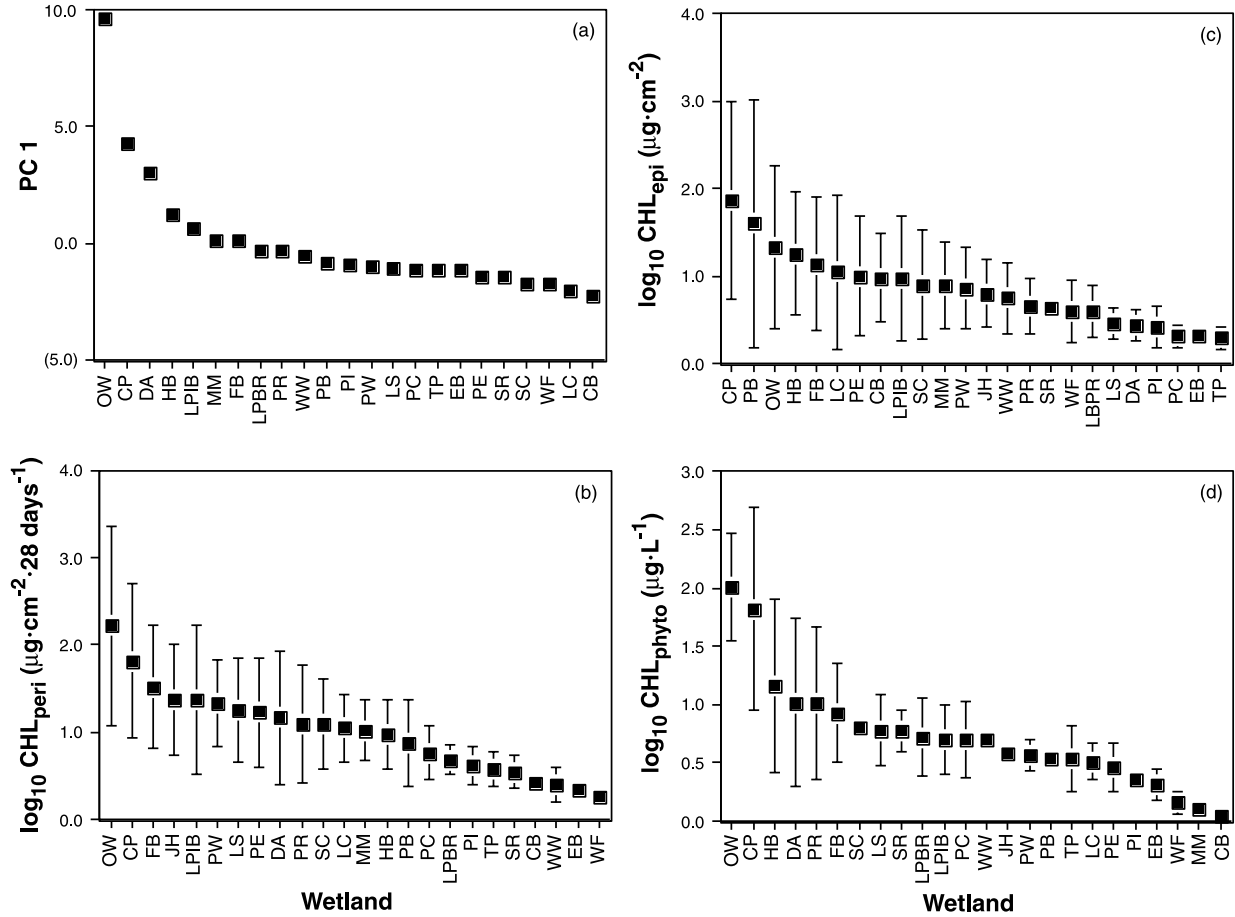 (a)
PC 1
10.0
5.0
0.0
(5.0)
OW CP DA HB LPIB MM FB LPBR PR WW PB PI PW LS PC TP EB PE SR SC WF LC CB
(c)
log10 CHLepi (µg·cm-2)
4.0
3.0
2.0
1.0
0.0
CP PB OW HB FB LC PE CB LPIB SC MM PW JH WW PR SR WF LBPR LS DA PI PC EB TP
(b)
log10 CHLperi (µg·cm-2·28 days-1)
4.0
3.0
2.0
1.0
0.0
OW CP FB JH LPIB PW LS PE DA PR SC LC MM HB PB PC LPBR PI TP SR CB WW EB WF
Wetland
(d)
log10 CHLphyto (µg·L-1)
3.0
2.5
2.0
1.5
1.0
0.5
0.0
OW CP HB DA PR FB SC LS SR LPBR LPIB PC WW JH PW PB TP LC PE PI EB WF MM CB
Wetland